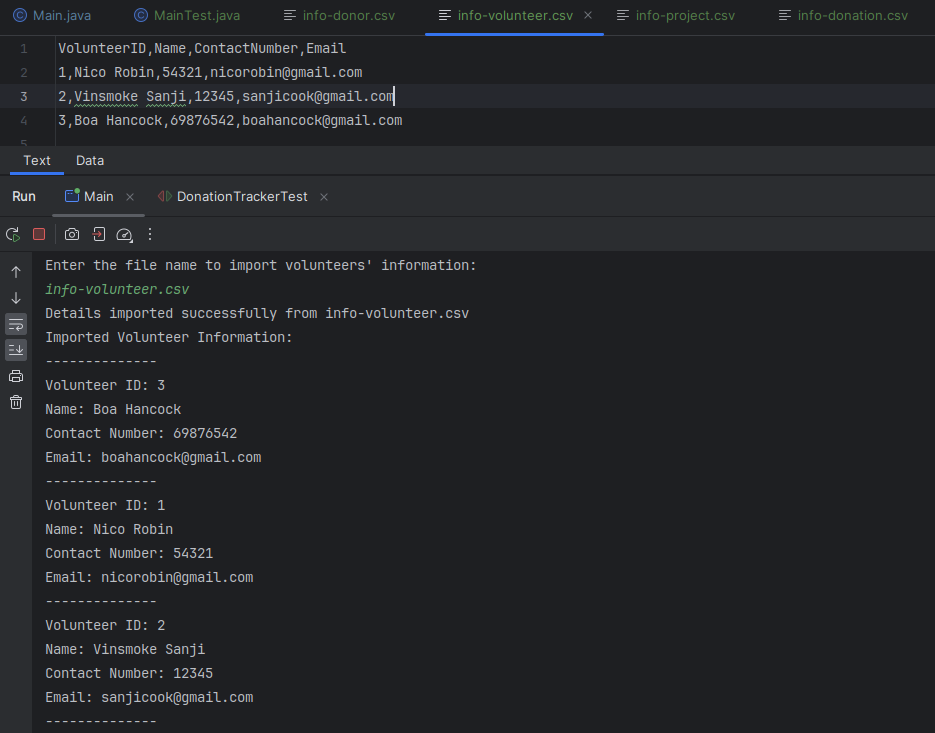 Main.java MainTest.java info-donor.csv info-volunteer.csv info-project.csv info-donation.csv
1 VolunteerID,Name,ContactNumber,Email
2 1,Nico Robin,54321,nicorobin@gmail.com
3 2,Vinsmoke Sanji,12345,sanjicook@gmail.com
4 3,Boa Hancock,69876542,boahancock@gmail.com
5
Text Data
Run Main DonationTrackerTest
Enter the file name to import volunteers' information:
info-volunteer.csv
Details imported successfully from info-volunteer.csv
Imported Volunteer Information:
--------------
Volunteer ID: 3
Name: Boa Hancock
Contact Number: 69876542
Email: boahancock@gmail.com
--------------
Volunteer ID: 1
Name: Nico Robin
Contact Number: 54321
Email: nicorobin@gmail.com
--------------
Volunteer ID: 2
Name: Vinsmoke Sanji
Contact Number: 12345
Email: sanjicook@gmail.com
--------------